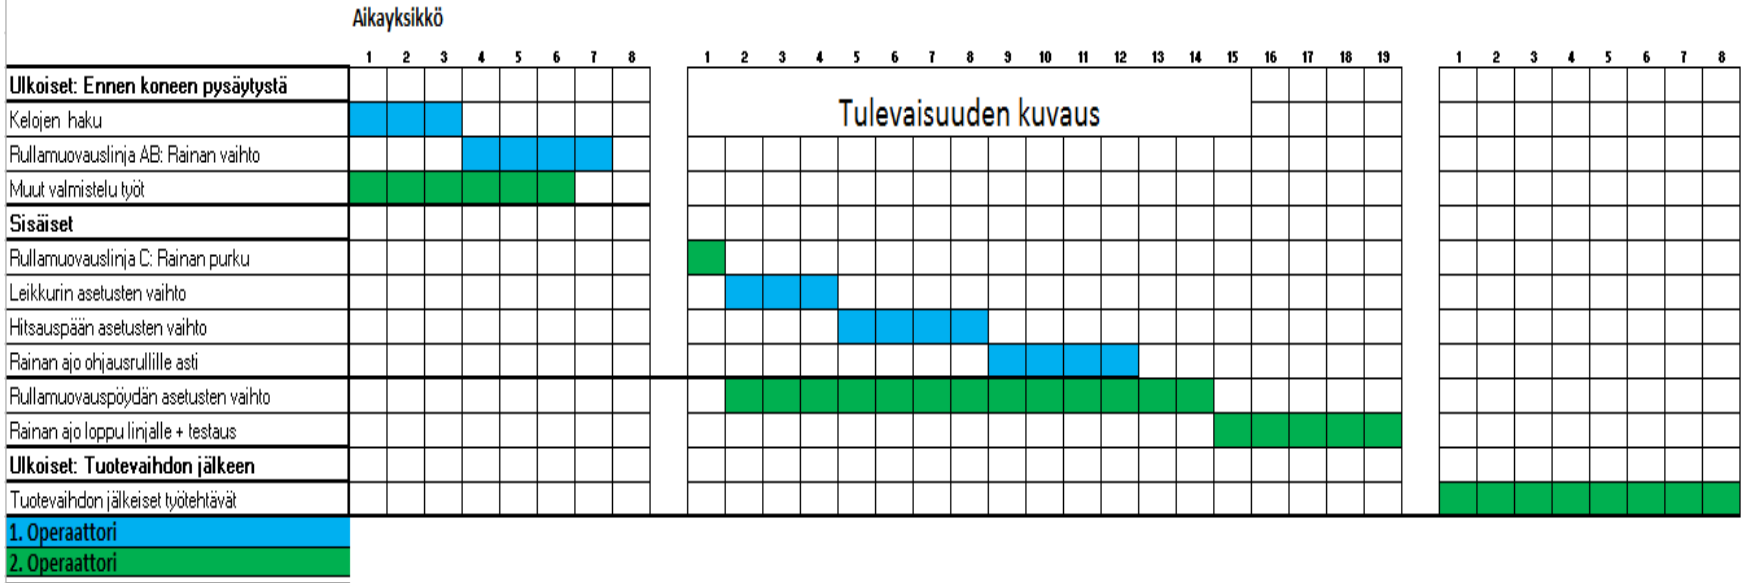 Aikayksikkö
1 2 3 4 5 6 7 8 1 2 3 4 5 6 7 8 9 10 11 12 13 14 15 16 17 18 19 1 2 3 4 5 6 7 8
Ulkoiset: Ennen koneen pysäytystä
Kelojen haku
Tulevaisuuden kuvaus
Rullamuovauslinja AB: Rainan vaihto
Muut valmistelu työt
Sisäiset
Rullamuovauslinja C: Rainan purku
Leikkurin asetusten vaihto
Hitsauspään asetusten vaihto
Rainan ajo ohjausrullille asti
Rullamuovauspöydän asetusten vaihto
Rainan ajo loppu linjalle + testaus
Ulkoiset: Tuotevaihdon jälkeen
Tuotevaihdon jälkeiset työtehtävät
1. Operaattori
2. Operaattori